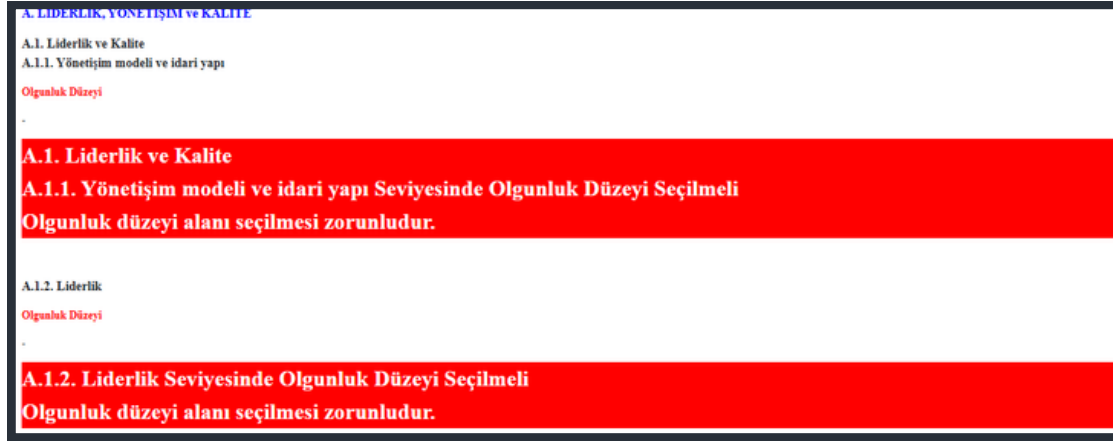 A. LİDERLİK, YÖNETİŞİM ve KALİTE
A.1. Liderlik ve Kalite
A.1.1. Yönetişim modeli ve idari yapı
Olgunluk Düzeyi
-
A.1. Liderlik ve Kalite
A.1.1. Yönetişim modeli ve idari yapı Seviyesinde Olgunluk Düzeyi Seçilmeli
Olgunluk düzeyi alanı seçilmesi zorunludur.
A.1.2. Liderlik
Olgunluk Düzeyi
-
A.1.2. Liderlik Seviyesinde Olgunluk Düzeyi Seçilmeli
Olgunluk düzeyi alanı seçilmesi zorunludur.